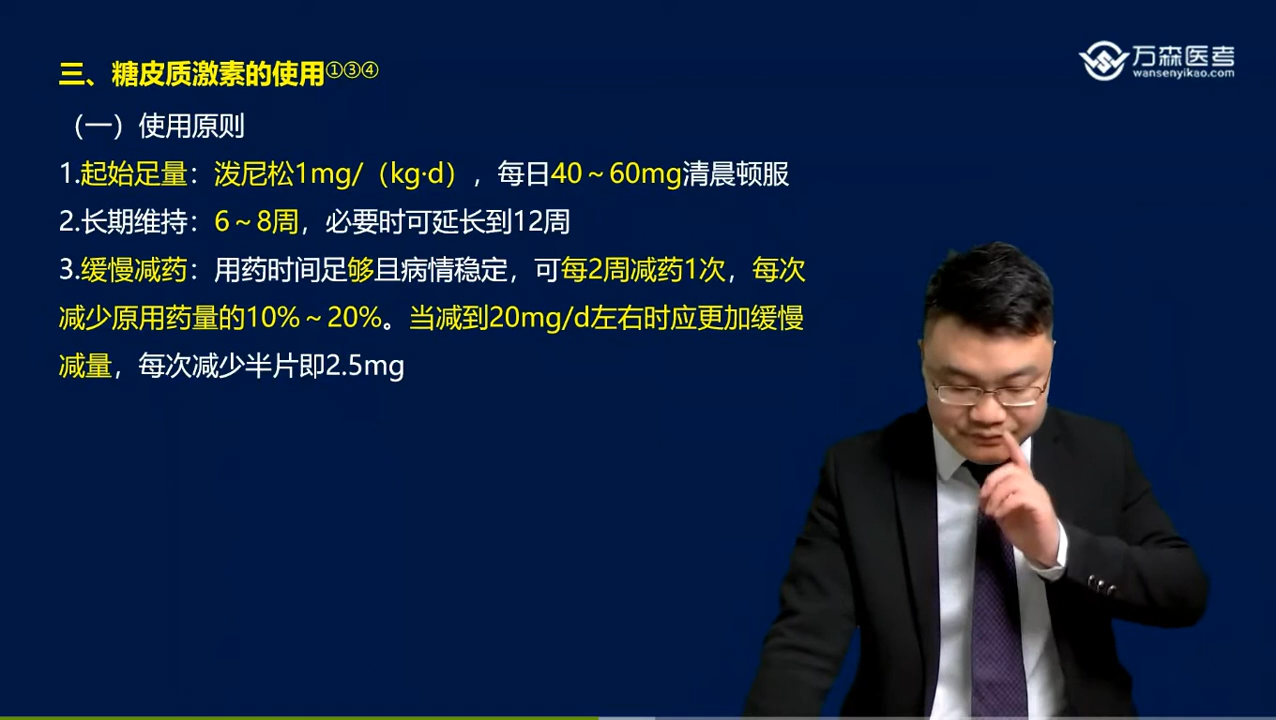 三、糖皮质激素的使用①③④
万森医考
wansenyikao.com
（一）使用原则
1.起始足量：泼尼松1mg/（kg·d），每日40～60mg清晨顿服
2.长期维持：6～8周，必要时可延长到12周
3.缓慢减药：用药时间足够且病情稳定，可每2周减药1次，每次
减少原用药量的10%～20%。当减到20mg/d左右时应更加缓慢
减量，每次减少半片即2.5mg